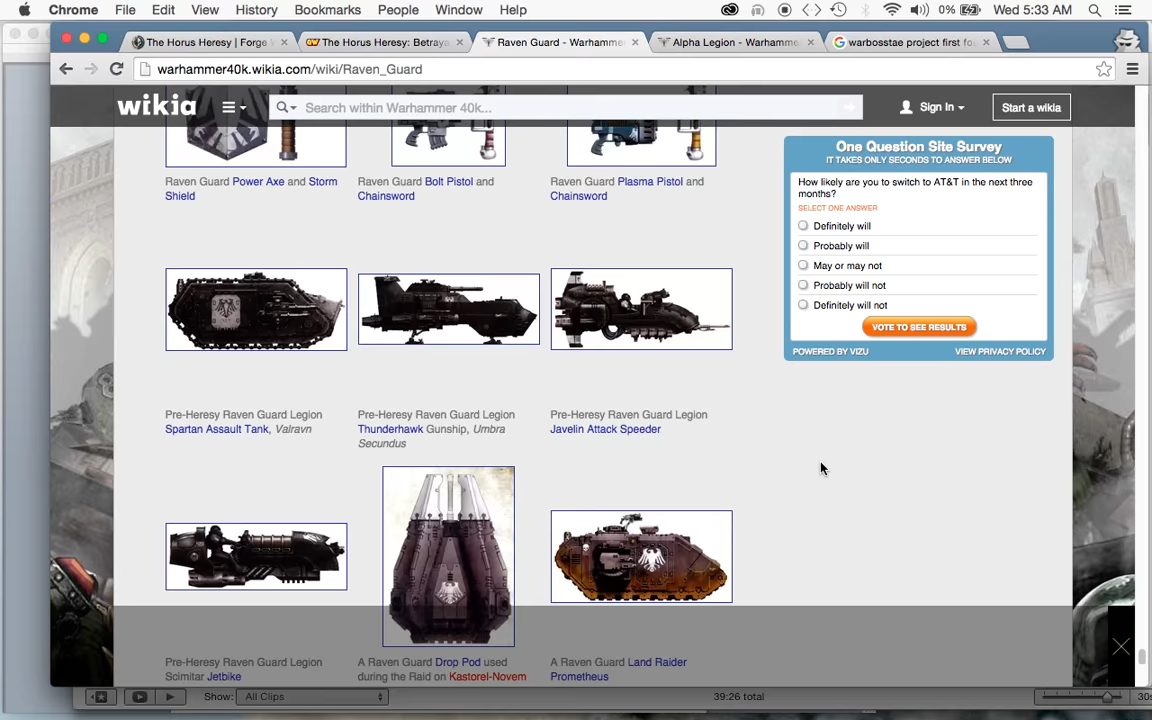 Chrome File Edit View History Bookmarks People Window Help 0% Wed 5:33 AM
The Horus Heresy | Forge
The Horus Heresy: Betraya
Raven Guard - Warhamme
Alpha Legion - Warhamme
warbosstae project first fo
warhammer40k.wikia.com/wiki/Raven_Guard
wikia Search within Warhammer 40k... Sign In Start a wikia
Raven Guard Power Axe and Storm
Shield
Raven Guard Bolt Pistol and
Chainsword
Raven Guard Plasma Pistol and
Chainsword
One Question Site Survey
IT TAKES ONLY SECONDS TO ANSWER BELOW
How likely are you to switch to AT&T in the next three
months?
SELECT ONE ANSWER
Definitely will
Probably will
May or may not
Probably will not
Definitely will not
VOTE TO SEE RESULTS
POWERED BY VIZU VIEW PRIVACY POLICY
Pre-Heresy Raven Guard Legion
Spartan Assault Tank, Valravn
Pre-Heresy Raven Guard Legion
Thunderhawk Gunship, Umbra
Secundus
Pre-Heresy Raven Guard Legion
Javelin Attack Speeder
Pre-Heresy Raven Guard Legion
Scimitar Jetbike
A Raven Guard Drop Pod used
during the Raid on Kastorel-Novem
A Raven Guard Land Raider
Prometheus
Show: All Clips 39:26 total 30s